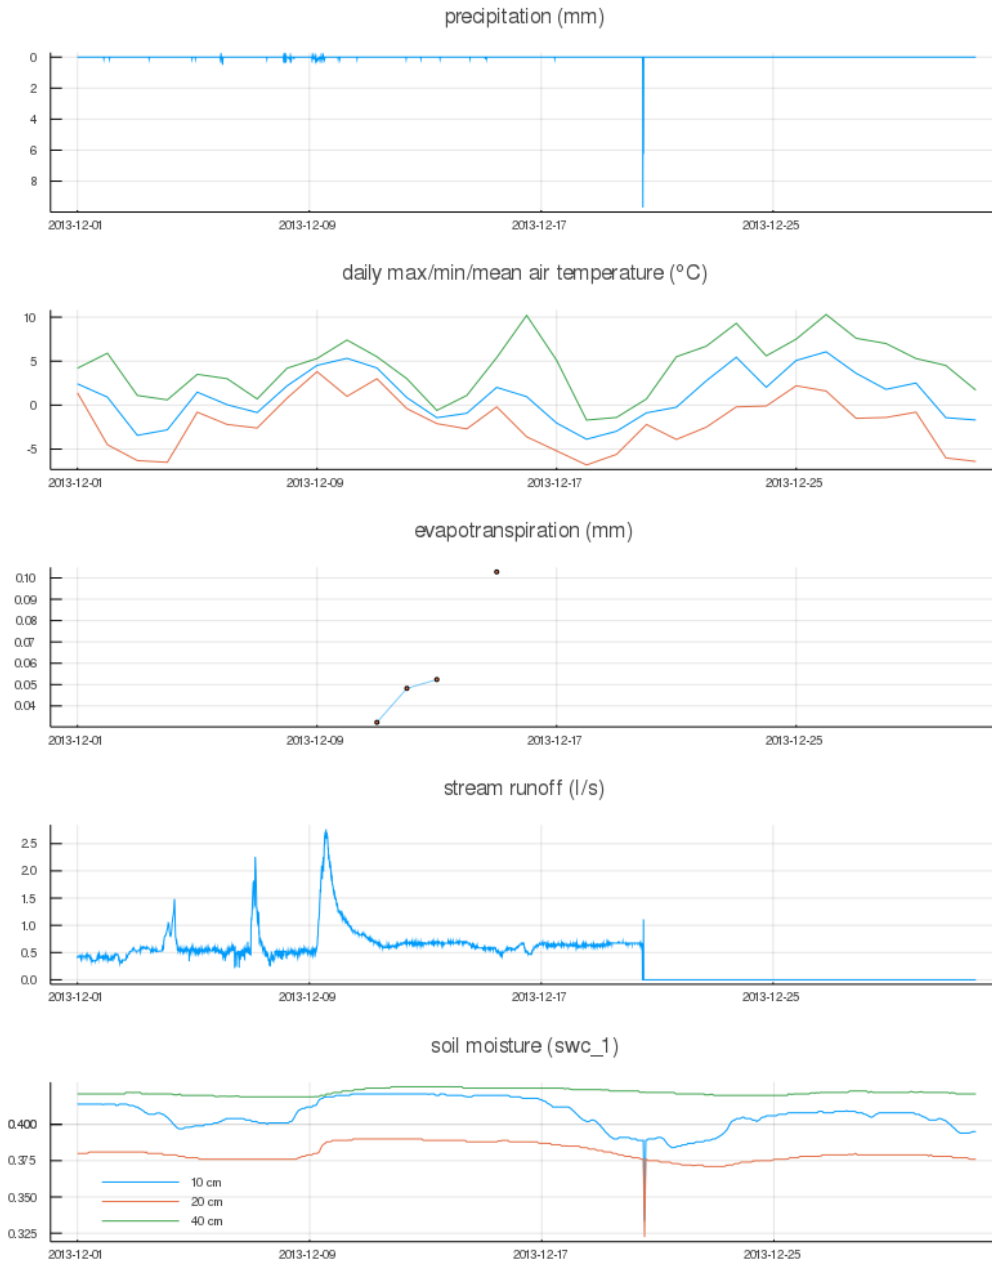 precipitation (mm)
0
2
4
6
8
2013-12-01 2013-12-09 2013-12-17 2013-12-25
daily max/min/mean air temperature (ºC)
10
5
0
-5
2013-12-01 2013-12-09 2013-12-17 2013-12-25
evapotranspiration (mm)
0.10
0.09
0.08
0.07
0.06
0.05
0.04
2013-12-01 2013-12-09 2013-12-17 2013-12-25
stream runoff (l/s)
2.5
2.0
1.5
1.0
0.5
0.0
2013-12-01 2013-12-09 2013-12-17 2013-12-25
soil moisture (swc_1)
0.400
0.375
0.350
0.325
10 cm
20 cm
40 cm
2013-12-01 2013-12-09 2013-12-17 2013-12-25